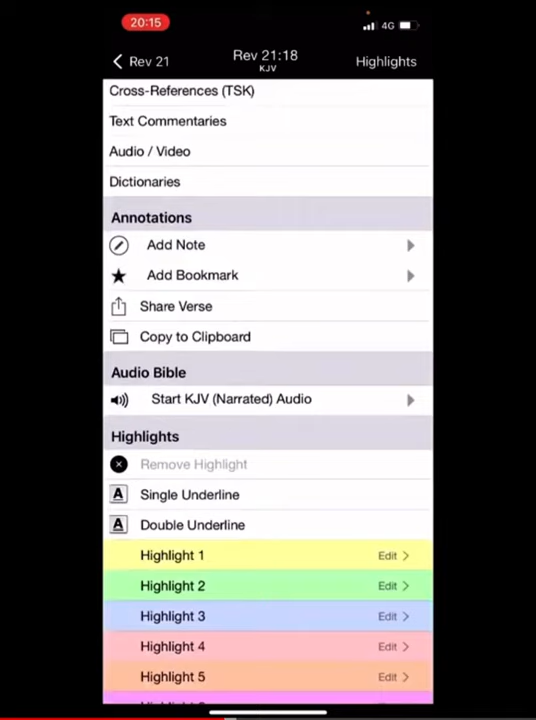 20:15
4G
Rev 21
Rev 21:18
KJV
Highlights
Cross-References (TSK)
Text Commentaries
Audio / Video
Dictionaries
Annotations
Add Note
Add Bookmark
Share Verse
Copy to Clipboard
Audio Bible
Start KJV (Narrated) Audio
Highlights
Remove Highlight
A Single Underline
A Double Underline
Highlight 1 Edit
Highlight 2 Edit
Highlight 3 Edit
Highlight 4 Edit
Highlight 5 Edit